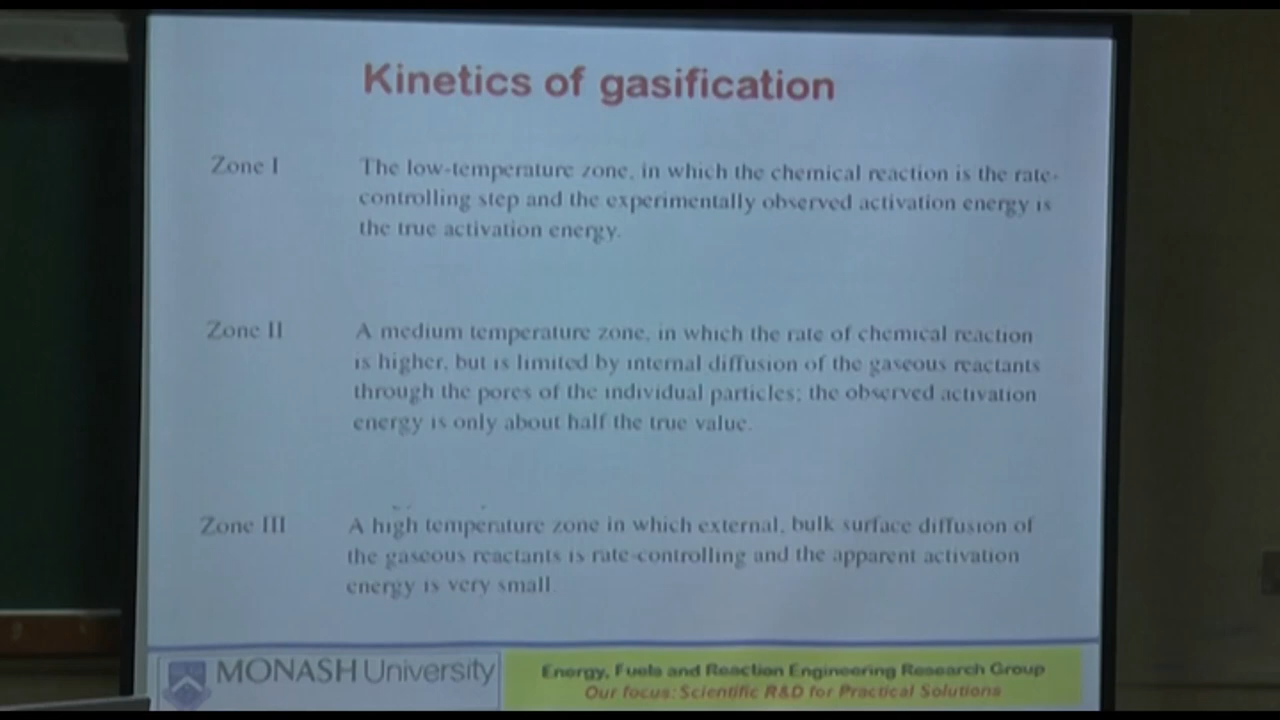 Kinetics of gasification
Zone I
The low-temperature zone, in which the chemical reaction is the rate-
controlling step and the experimentally observed activation energy is
the true activation energy.
Zone II
A medium temperature zone, in which the rate of chemical reaction
is higher, but is limited by internal diffusion of the gaseous reactants
through the pores of the individual particles; the observed activation
energy is only about half the true value.
Zone III
A high temperature zone in which external, bulk surface diffusion of
the gaseous reactants is rate-controlling and the apparent activation
energy is very small.
MONASH University
Energy, Fuels and Reaction Engineering Research Group
Our focus: Scientific R&D for Practical Solutions